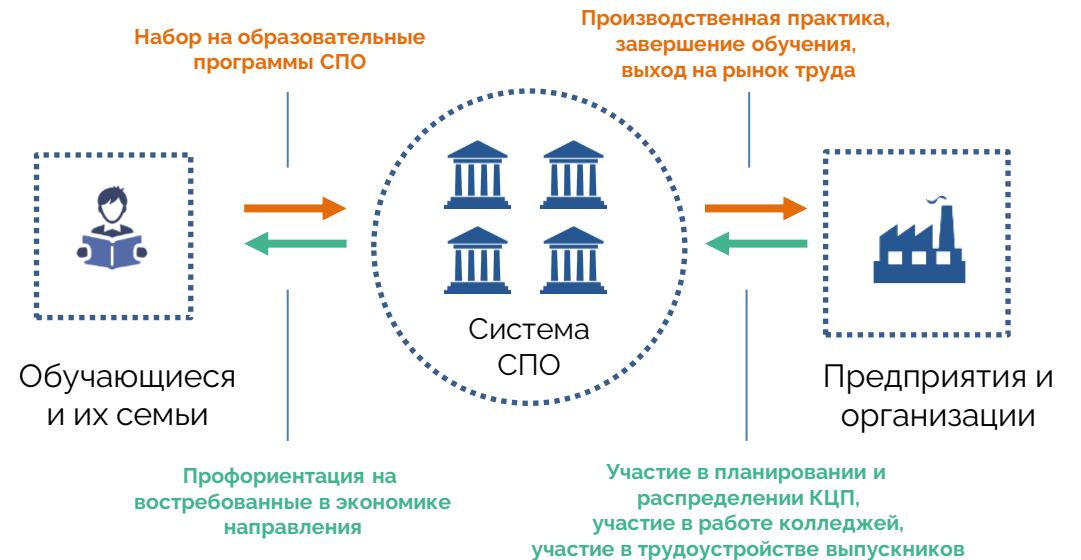 Набор на образовательные
программы СПО
Производственная практика,
завершение обучения,
выход на рынок труда
Система
СПО
Обучающиеся
и их семьи
Предприятия и
организации
Профориентация на
востребованные в экономике
направления
Участие в планировании и
распределении КЦП,
участие в работе колледжей,
участие в трудоустройстве выпускников